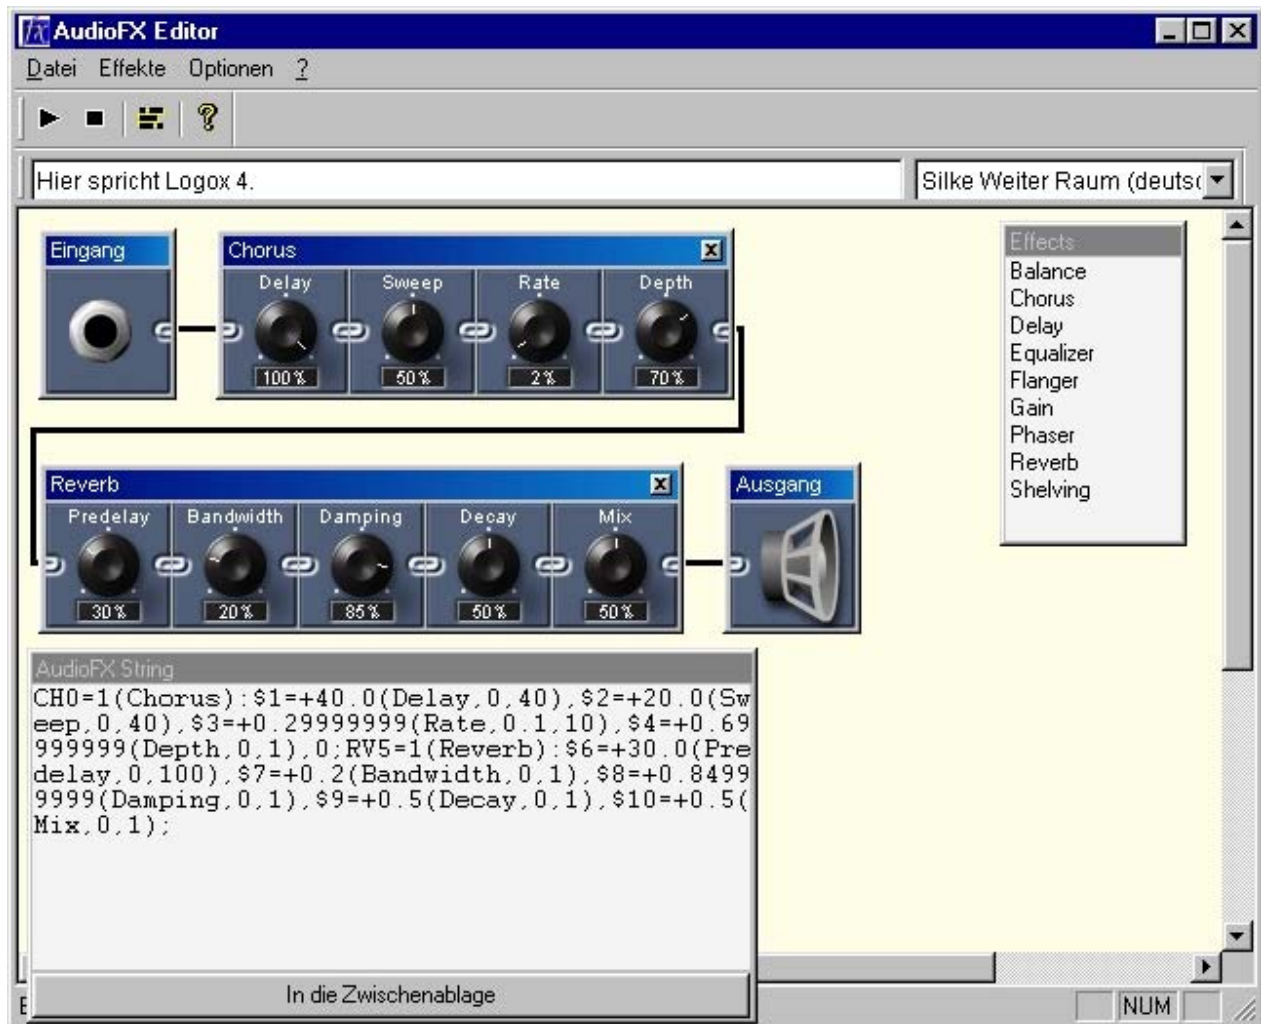 AudioFX Editor
Datei Effekte Optionen ?
Hier spricht Logox 4.
Silke Weiter Raum (deutsc
Eingang
Chorus
Delay Sweep Rate Depth
100% 50% 2% 70%
Effects
Balance
Chorus
Delay
Equalizer
Flanger
Gain
Phaser
Reverb
Shelving
Reverb
Predelay Bandwidth Damping Decay Mix
30% 20% 85% 50% 50%
Ausgang
AudioFX String
CH0=1(Chorus):$1=+40.0(Delay,0,40),$2=+20.0(Sw
eep,0,40),$3=+0.29999999(Rate,0.1,10),$4=+0.69
999999(Depth,0,1),0;RV5=1(Reverb):$6=+30.0(Pre
delay,0,100),$7=+0.2(Bandwidth,0,1),$8=+0.8499
9999(Damping,0,1),$9=+0.5(Decay,0,1),$10=+0.5(
Mix,0,1);
In die Zwischenablage
NUM